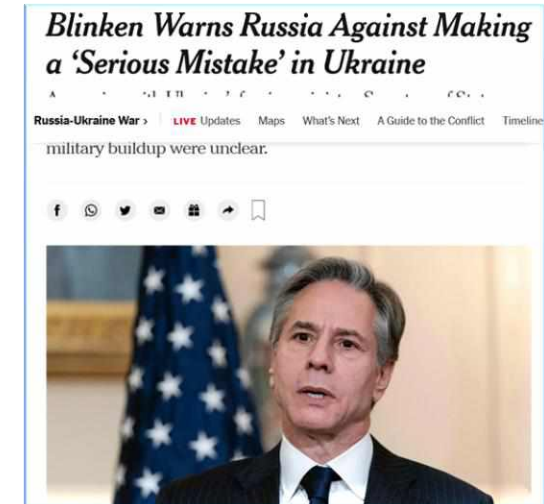 Blinken Warns Russia Against Making
a ‘Serious Mistake’ in Ukraine
Russia-Ukraine War › LIVE Updates Maps What's Next A Guide to the Conflict Timeline
military buildup were unclear.